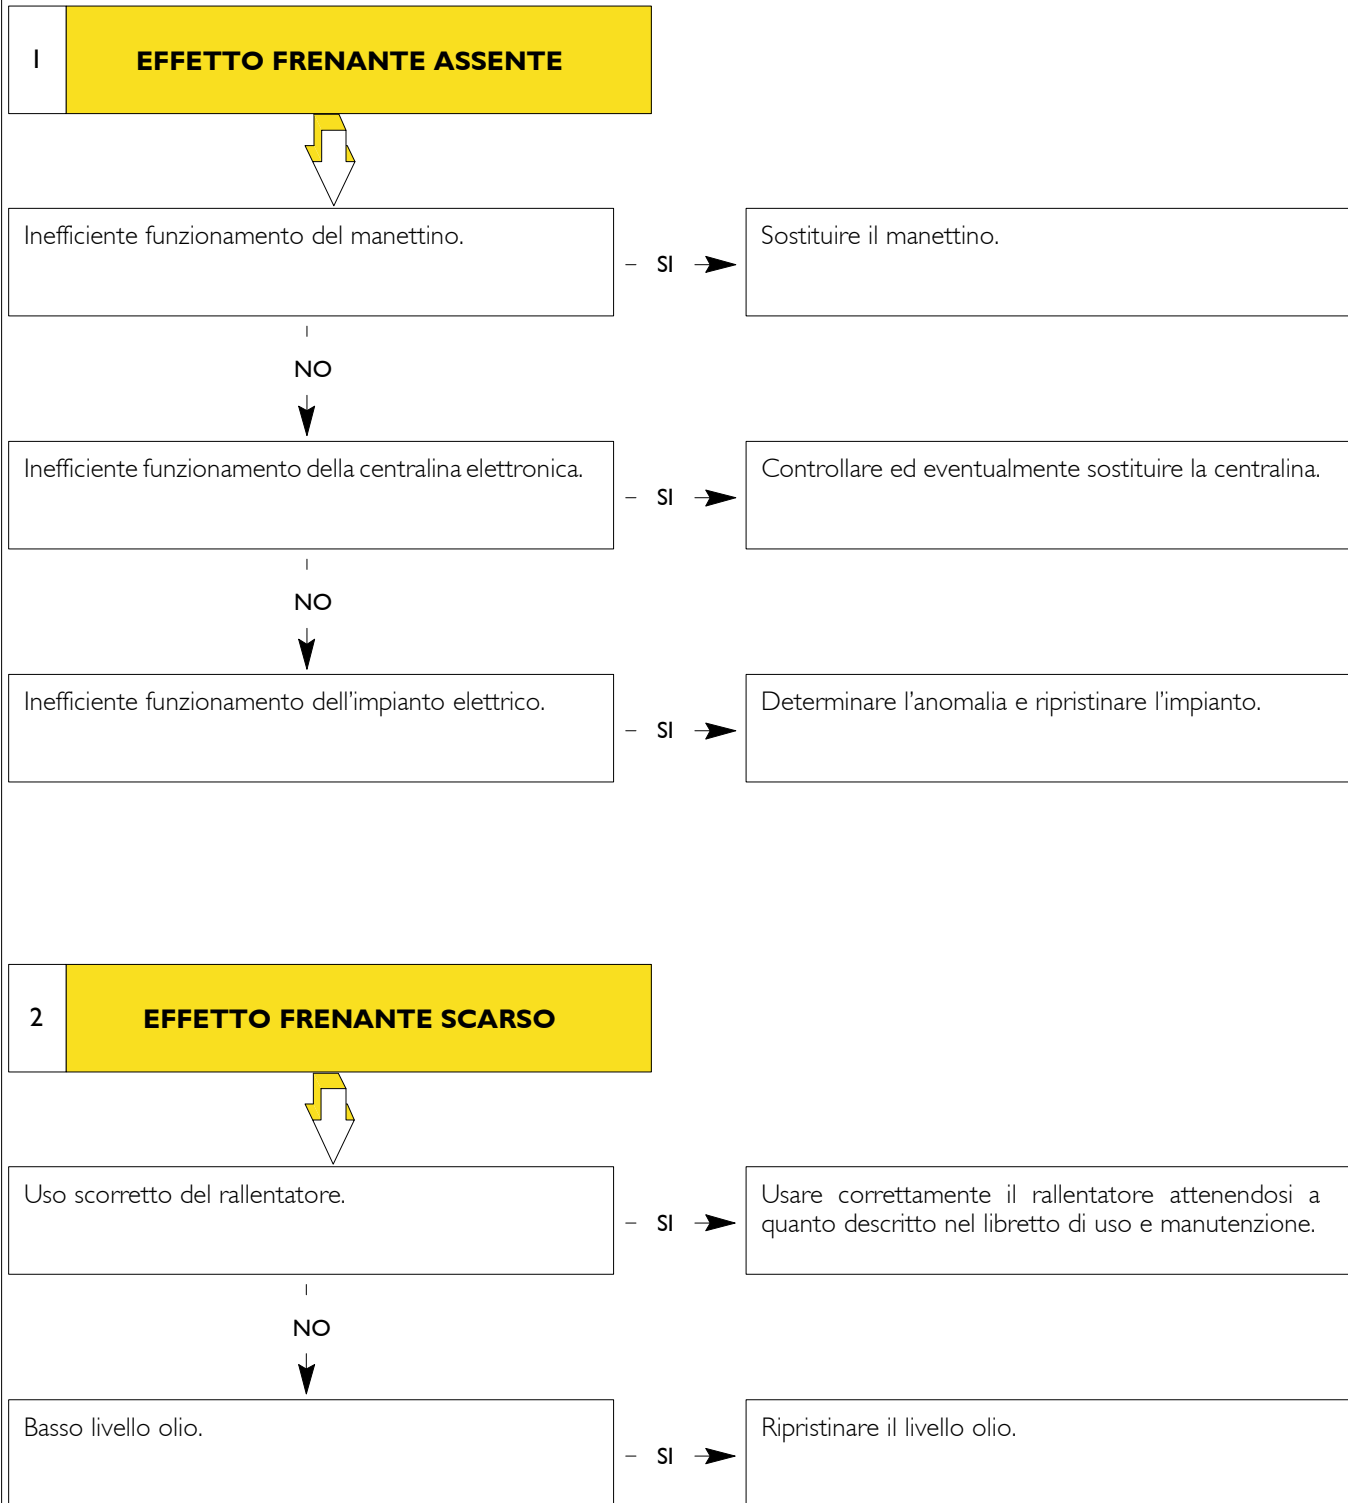 1
EFFETTO FRENANTE ASSENTE
Inefficiente funzionamento del manettino.
SI
Sostituire il manettino.
NO
Inefficiente funzionamento della centralina elettronica.
SI
Controllare ed eventualmente sostituire la centralina.
NO
Inefficiente funzionamento dell'impianto elettrico.
SI
Determinare l'anomalia e ripristinare l'impianto.
2
EFFETTO FRENANTE SCARSO
Uso scorretto del rallentatore.
SI
Usare correttamente il rallentatore attenendosi a
quanto descritto nel libretto di uso e manutenzione.
NO
Basso livello olio.
SI
Ripristinare il livello olio.